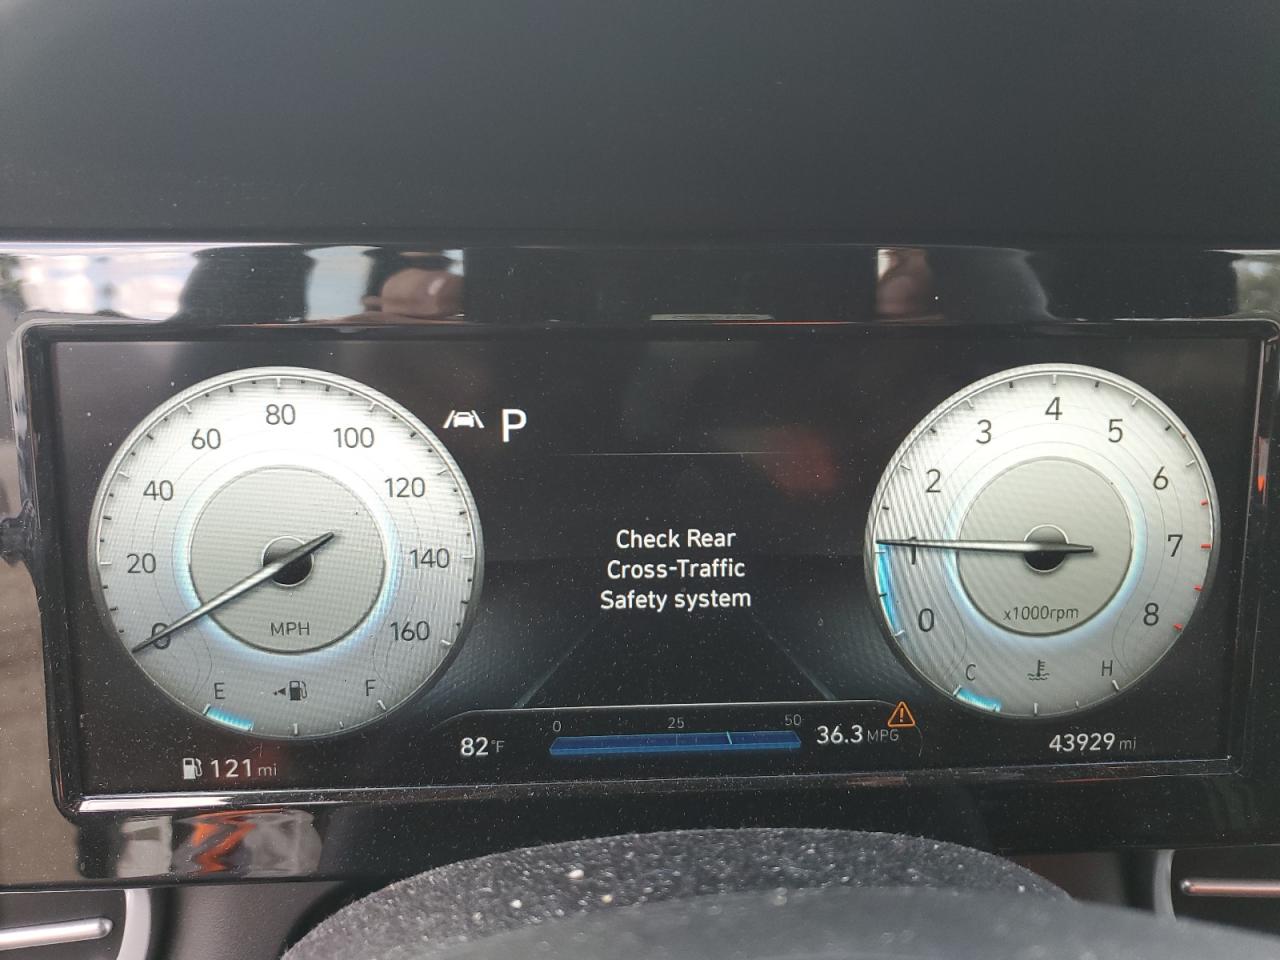 80
60
100
40
120
20
140
0
160
MPH
E
F
121 mi
P
Check Rear
Cross-Traffic
Safety system
0
25
50
82°F
36.3 MPG
4
3
5
2
6
1
7
0
8
x1000rpm
C
H
43929 mi